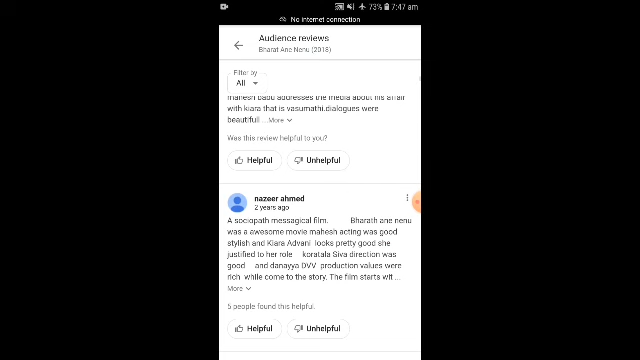 73% 7:47 am
No internet connection
Audience reviews
Bharat Ane Nenu (2018)
Filter by
All
mahesh babu addresses the media about his affair
with kiara that is vasumathi.dialogues were
beautifull ...More
Was this review helpful to you?
Helpful Unhelpful
nazeer ahmed
2 years ago
A sociopath messagical film. Bharath ane nenu
was a awesome movie mahesh acting was good
stylish and Kiara Advani looks pretty good she
justified to her role koratala Siva direction was
good and danayya DVV production values were
rich while come to the story. The film starts wit ...
More
5 people found this helpful.
Helpful Unhelpful